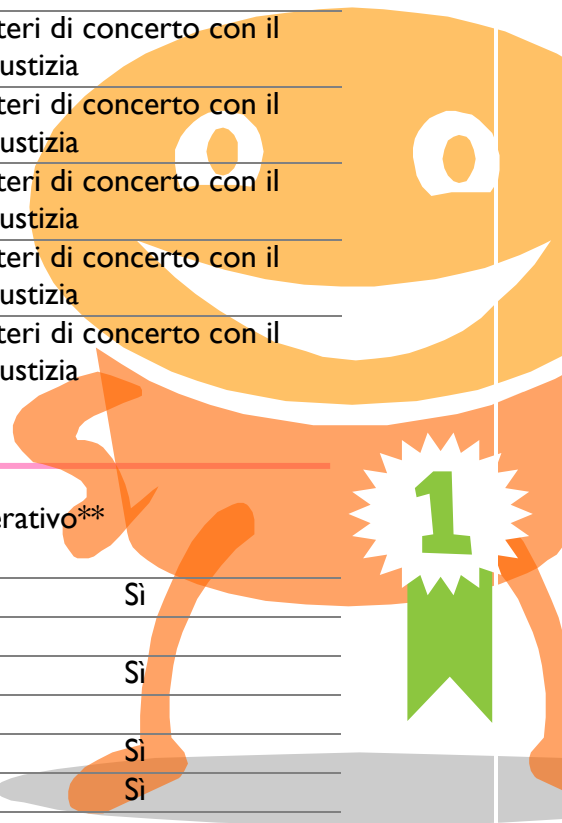 teri di concerto con il
ustizia
teri di concerto con il
ustizia
teri di concerto con il
ustizia
teri di concerto con il
ustizia
teri di concerto con il
ustizia
1
erativo**
Sì
Sì
Sì
Sì